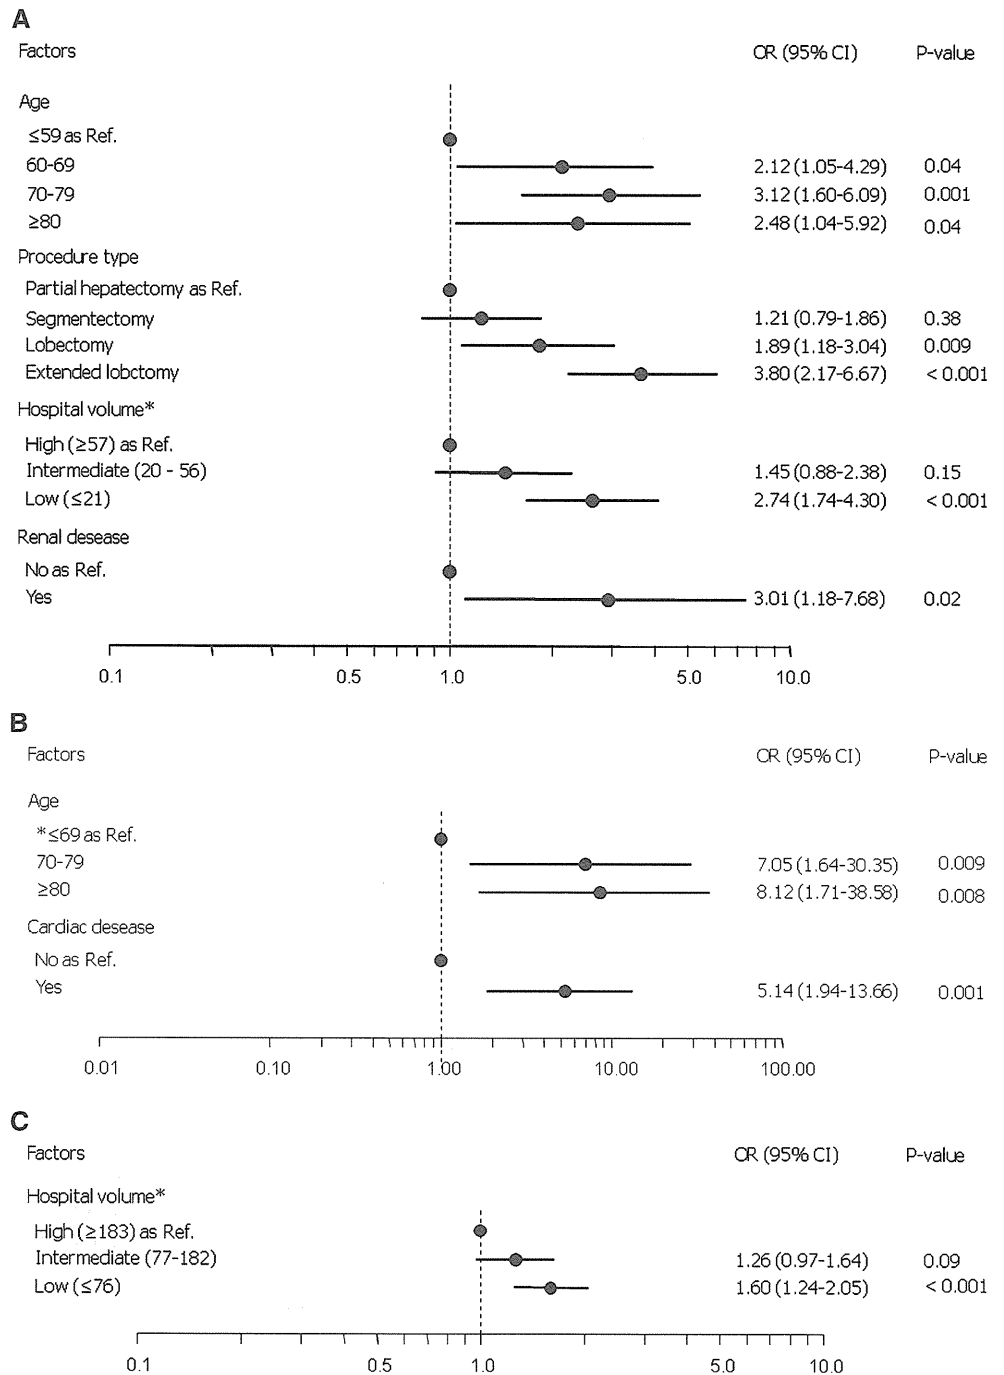 A
Factors OR (95% CI) P-value
Age
≤59 as Ref.
60-69 2.12 (1.05-4.29) 0.04
70-79 3.12 (1.60-6.09) 0.001
≥80 2.48 (1.04-5.92) 0.04
Procedure type
Partial hepatectomy as Ref.
Segmentectomy 1.21 (0.79-1.86) 0.38
Lobectomy 1.89 (1.18-3.04) 0.009
Extended lobctomy 3.80 (2.17-6.67) < 0.001
Hospital volume*
High (≥57) as Ref.
Intermediate (20 - 56) 1.45 (0.88-2.38) 0.15
Low (≤21) 2.74 (1.74-4.30) < 0.001
Renal desease
No as Ref.
Yes 3.01 (1.18-7.68) 0.02
0.1 0.5 1.0 5.0 10.0
B
Factors OR (95% CI) P-value
Age
*≤69 as Ref.
70-79 7.05 (1.64-30.35) 0.009
≥80 8.12 (1.71-38.58) 0.008
Cardiac desease
No as Ref.
Yes 5.14 (1.94-13.66) 0.001
0.01 0.10 1.00 10.00 100.00
C
Factors OR (95% CI) P-value
Hospital volume*
High (≥183) as Ref.
Intermediate (77-182) 1.26 (0.97-1.64) 0.09
Low (≤76) 1.60 (1.24-2.05) < 0.001
0.1 0.5 1.0 5.0 10.0